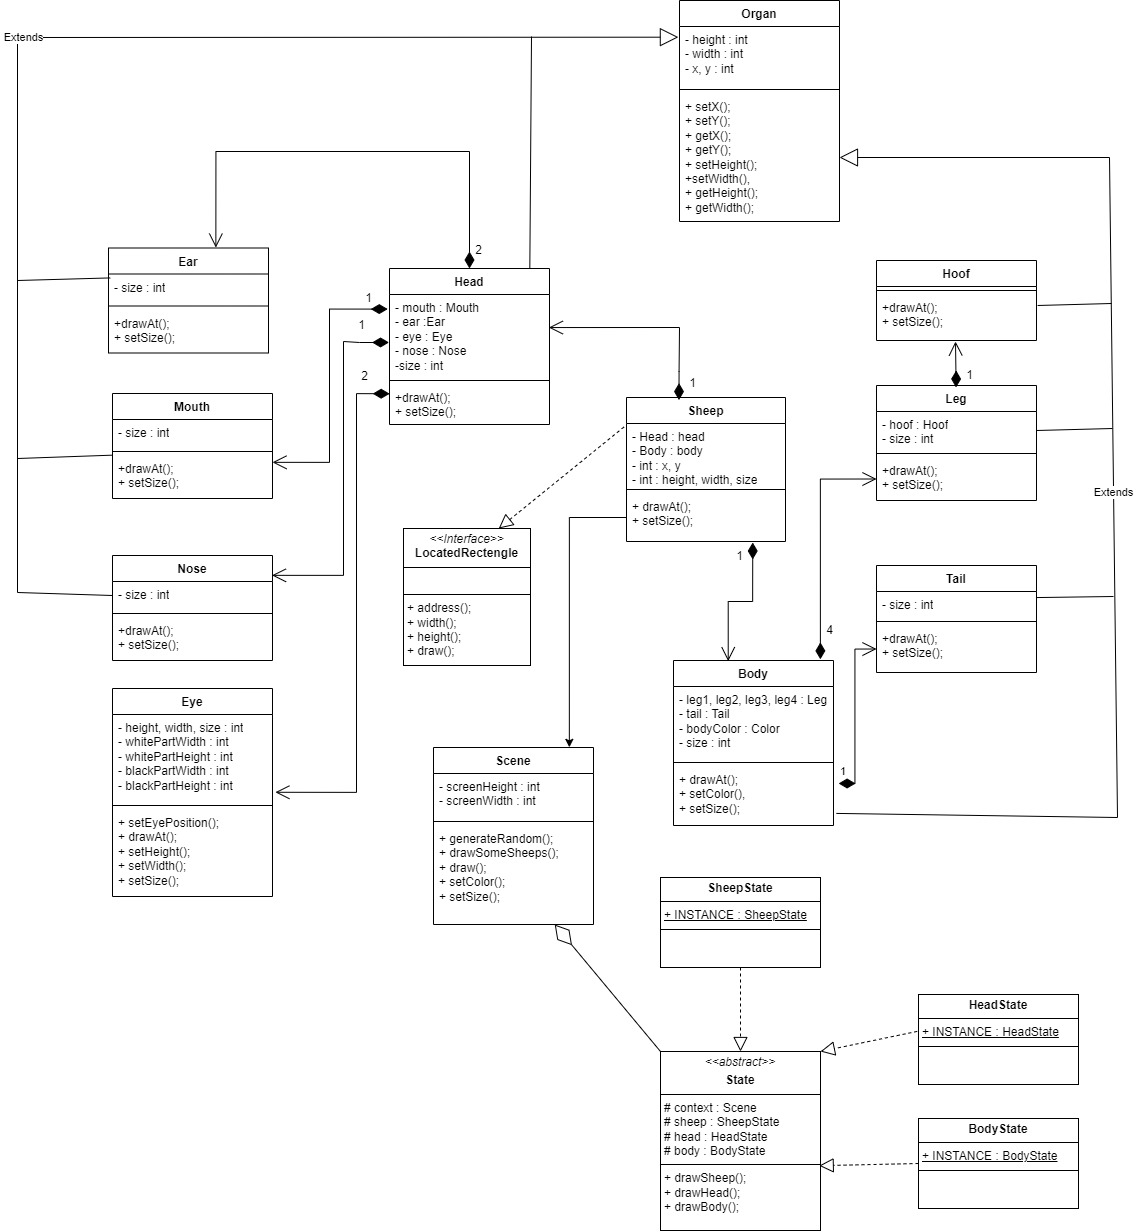 Organ
- height : int
- width : int
- x, y : int
+ setX();
+ setY();
+ getX();
+ getY();
+ setHeight();
+setWidth(),
+ getHeight();
+ getWidth();
Extends
Ear
- size : int
+drawAt();
+ setSize();
2
Head
- mouth : Mouth
- ear :Ear
- eye : Eye
- nose : Nose
-size : int
+drawAt();
+ setSize();
1
1
2
Hoof
+drawAt();
+ setSize();
1
Leg
- hoof : Hoof
- size : int
+drawAt();
+ setSize();
Mouth
- size : int
+drawAt();
+ setSize();
1
Sheep
- Head : head
- Body : body
- int : x, y
- int : height, width, size
+ drawAt();
+ setSize();
1
Extends
<<Interface>>
LocatedRectengle
+ address();
+ width();
+ height();
+ draw();
Nose
- size : int
+drawAt();
+ setSize();
Tail
- size : int
+drawAt();
+ setSize();
4
Body
- leg1, leg2, leg3, leg4 : Leg
- tail : Tail
- bodyColor : Color
- size : int
+ drawAt();
+ setColor(),
+ setSize();
1
Eye
- height, width, size : int
- whitePartWidth : int
- whitePartHeight : int
- blackPartWidth : int
- blackPartHeight : int
+ setEyePosition();
+ drawAt();
+ setHeight();
+ setWidth();
+ setSize();
Scene
- screenHeight : int
- screenWidth : int
+ generateRandom();
+ drawSomeSheeps();
+ draw();
+ setColor();
+ setSize();
SheepState
+ INSTANCE : SheepState
HeadState
+ INSTANCE : HeadState
<<abstract>>
State
# context : Scene
# sheep : SheepState
# head : HeadState
# body : BodyState
+ drawSheep();
+ drawHead();
+ drawBody();
BodyState
+ INSTANCE : BodyState